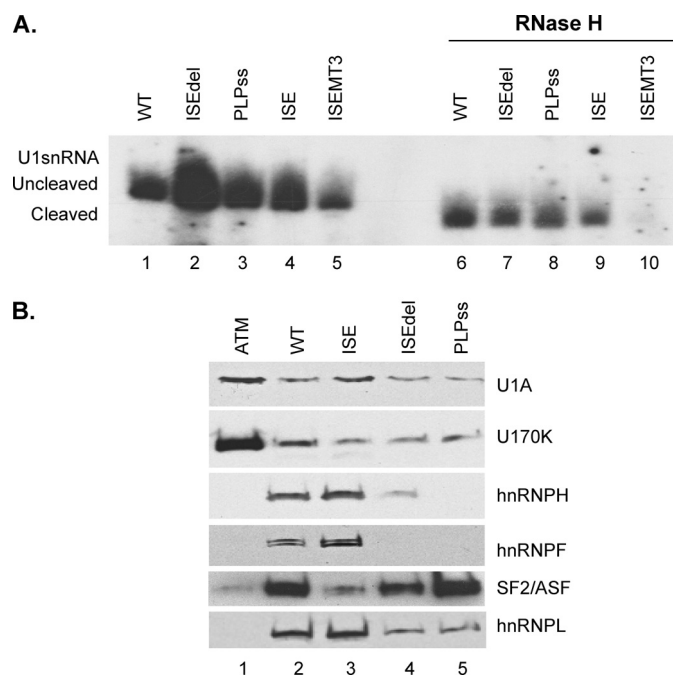 A.
RNase H
WT ISEdel PLPss ISE ISEMT3 WT ISEdel PLPss ISE ISEMT3
U1snRNA
Uncleaved
Cleaved
1 2 3 4 5 6 7 8 9 10
B.
ATM WT ISE ISEdel PLPss
U1A
U170K
hnRNPH
hnRNPF
SF2/ASF
hnRNPL
1 2 3 4 5